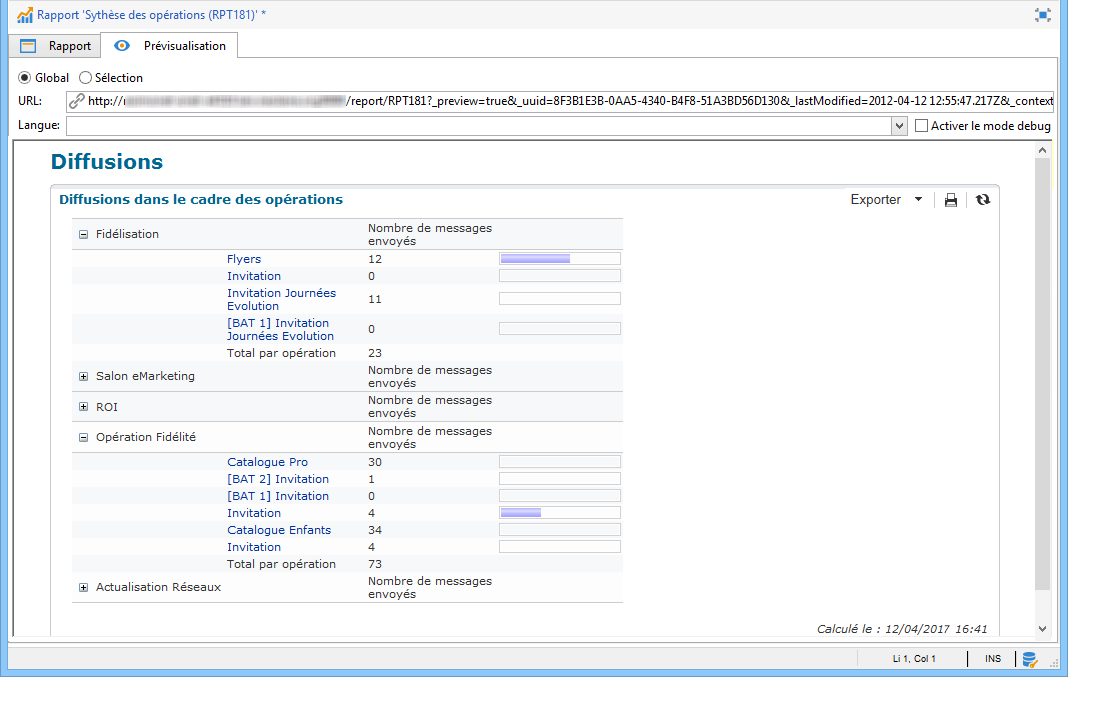 Rapport 'Sythèse des opérations (RPT181)' *
Rapport Prévisualisation
Global Sélection
URL: http:// /report/RPT181?_preview=true&_uuid=8F3B1E3B-0AA5-4340-B4F8-51A3BD56D130&_lastModified=2012-04-12 12:55:47.217Z&_context
Langue: Activer le mode debug
Diffusions
Diffusions dans le cadre des opérations Exporter
Fidélisation Nombre de messages
envoyés
Flyers 12
Invitation 0
Invitation Journées
Evolution 11
[BAT 1] Invitation
Journées Evolution 0
Total par opération 23
Salon eMarketing Nombre de messages
envoyés
ROI Nombre de messages
envoyés
Opération Fidélité Nombre de messages
envoyés
Catalogue Pro 30
[BAT 2] Invitation 1
[BAT 1] Invitation 0
Invitation 4
Catalogue Enfants 34
Invitation 4
Total par opération 73
Actualisation Réseaux Nombre de messages
envoyés
Calculé le : 12/04/2017 16:41
Li 1, Col 1 INS